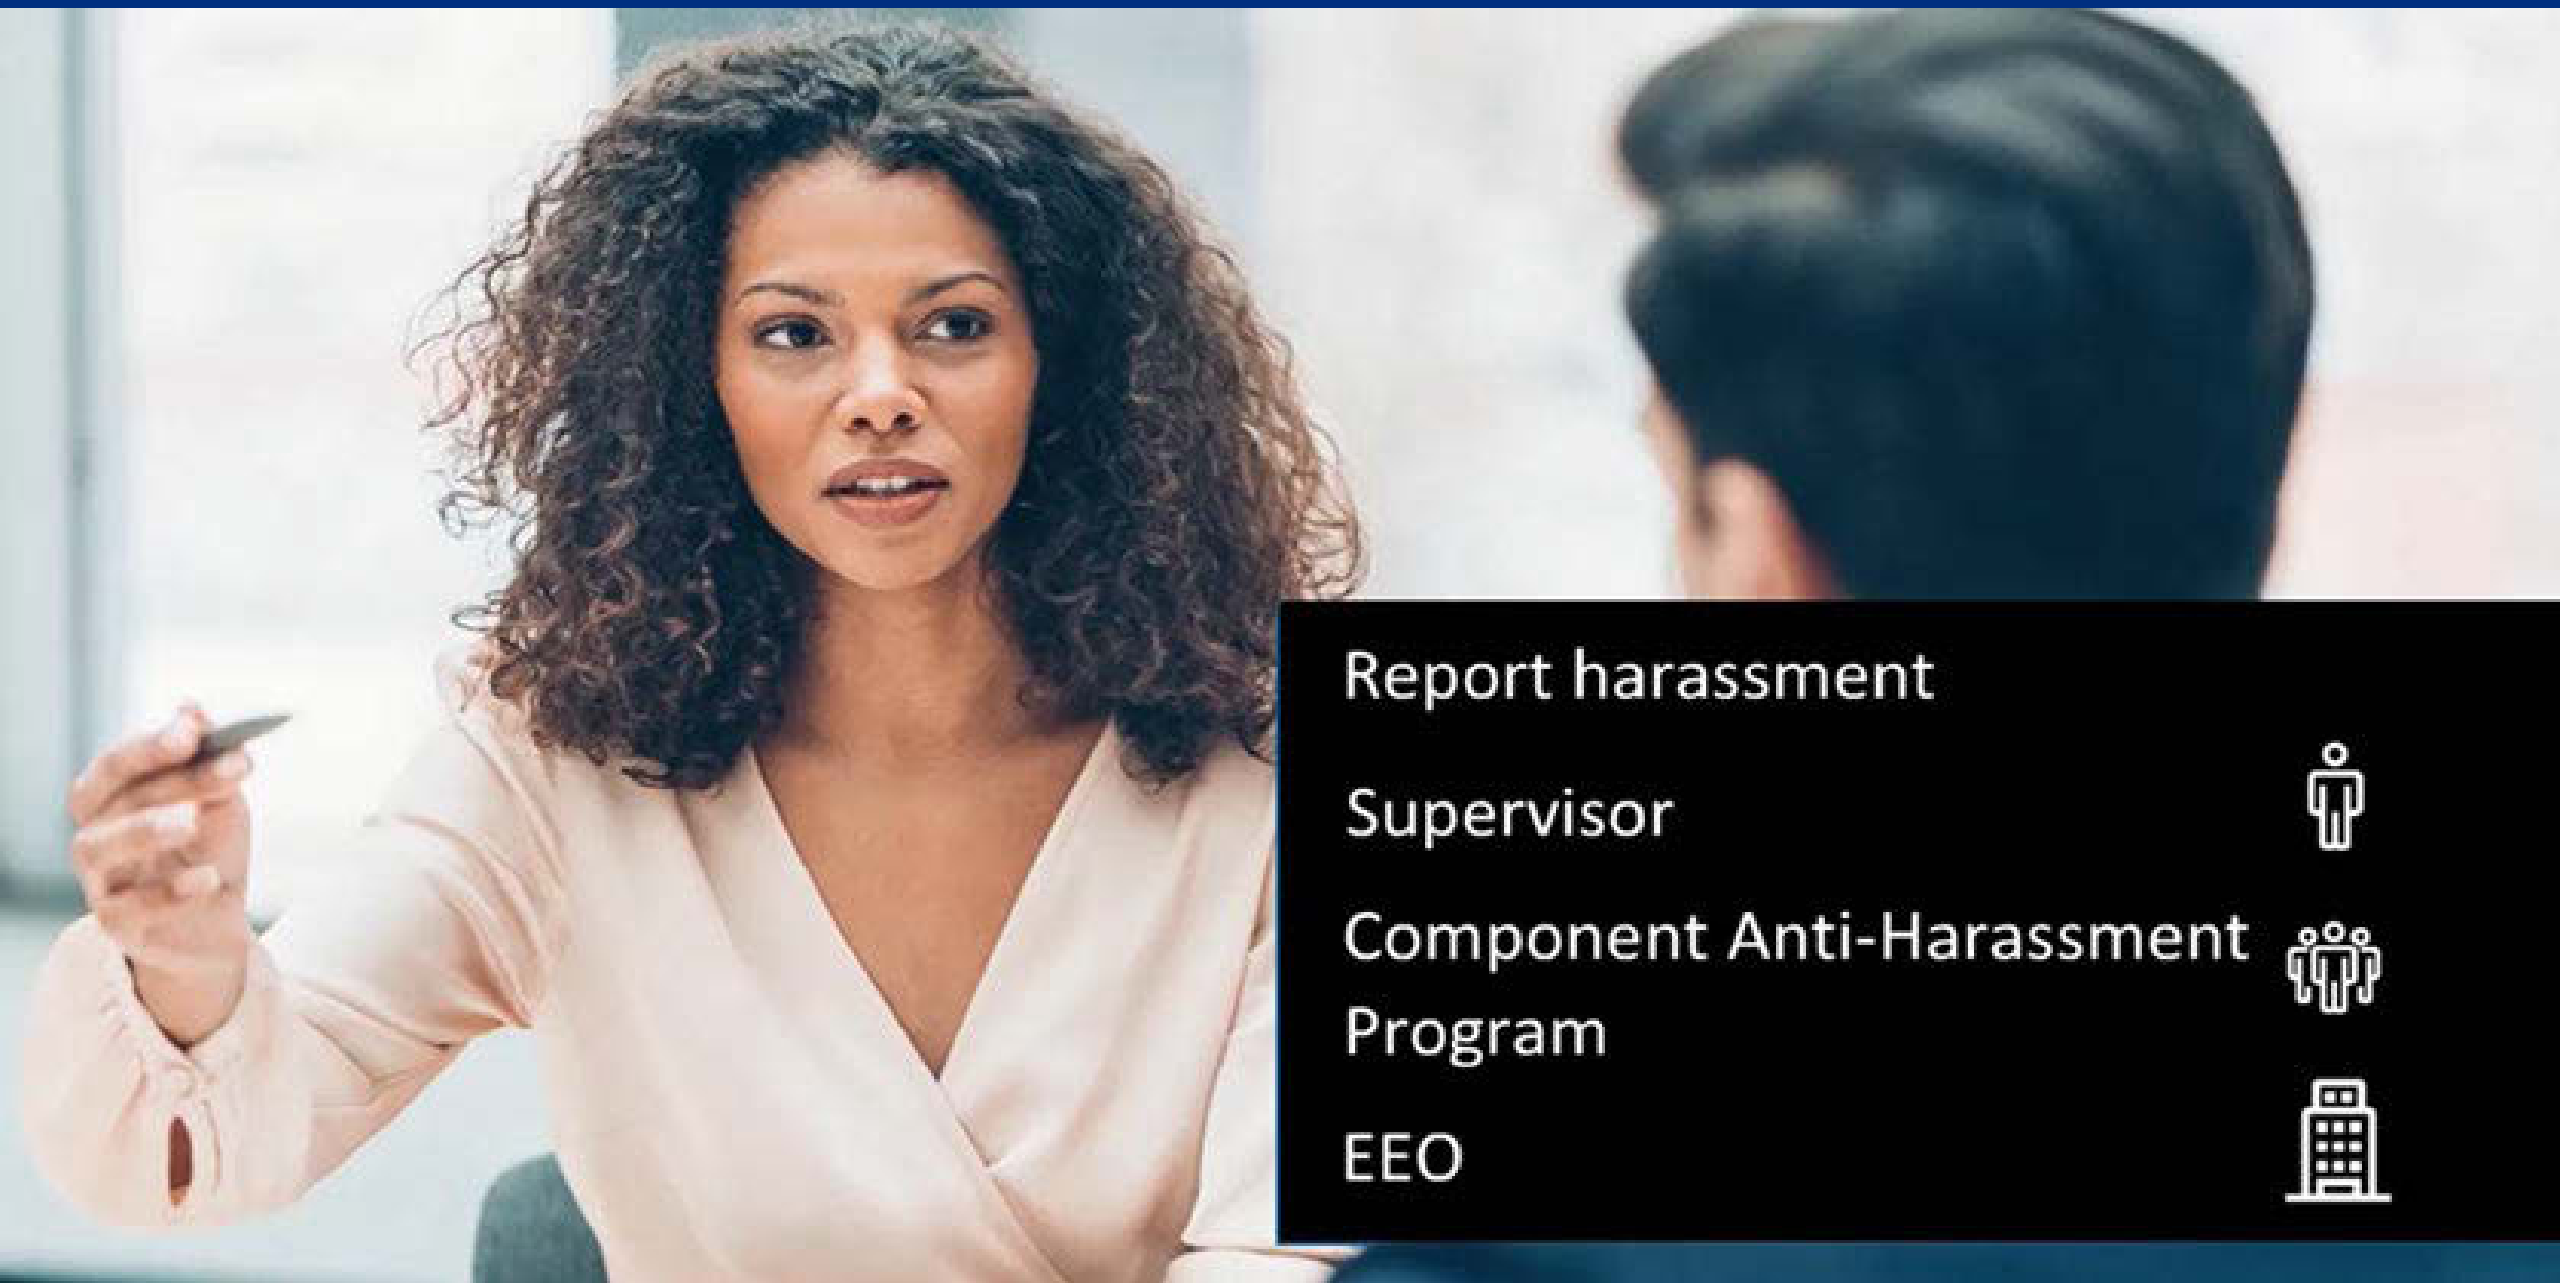 Report harassment
Supervisor
Component Anti-Harassment
Program
EEO